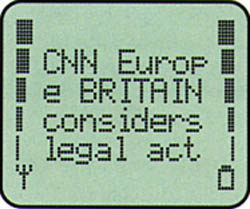 CNN Europ
e BRITAIN
considers
legal act